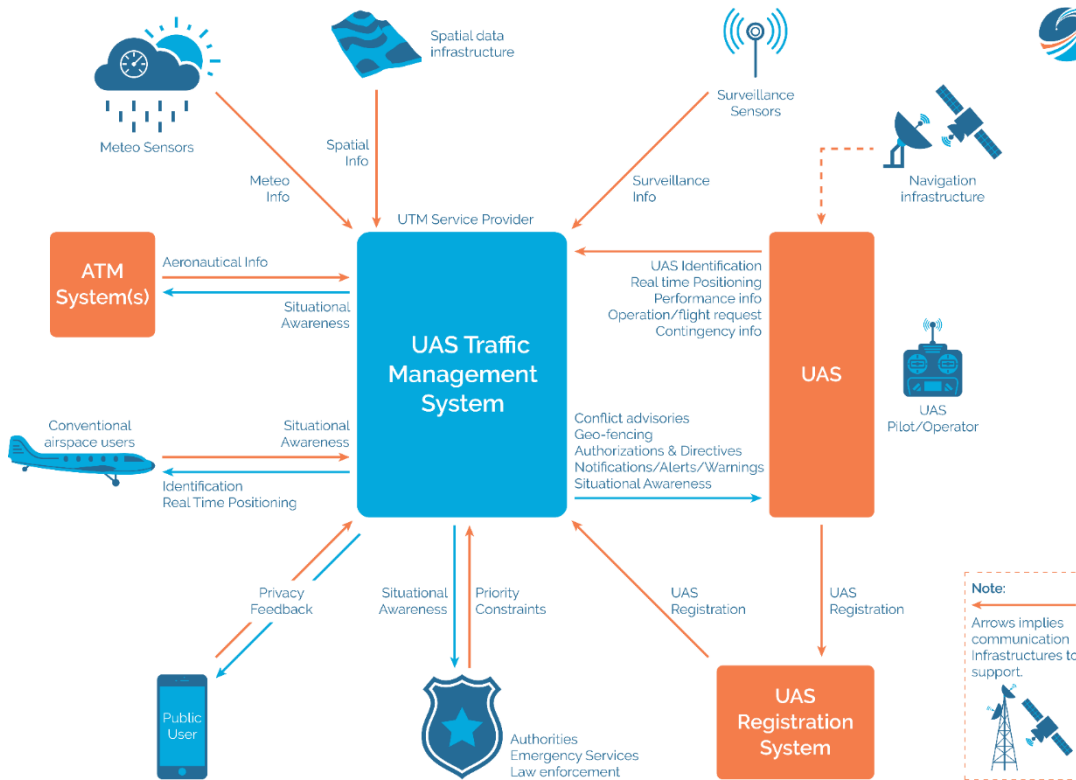 Spatial data
infrastructure
Meteo Sensors
Surveillance
Sensors
Navigation
infrastructure
Spatial
Info
Meteo
Info
Surveillance
Info
UTM Service Provider
ATM
System(s)
Aeronautical Info
Situational
Awareness
UAS Traffic
Management
System
UAS Identification
Real time Positioning
Performance info
Operation/flight request
Contingency info
UAS
UAS
Pilot/Operator
Conventional
airspace users
Situational
Awareness
Identification
Real Time Positioning
Conflict advisories
Geo-fencing
Authorizations & Directives
Notifications/Alerts/Warnings
Situational Awareness
Privacy
Feedback
Situational
Awareness
Priority
Constraints
UAS
Registration
UAS
Registration
Public
User
Authorities
Emergency Services
Law enforcement
UAS
Registration
System
Note:
Arrows implies
communication
Infrastructures to
support.